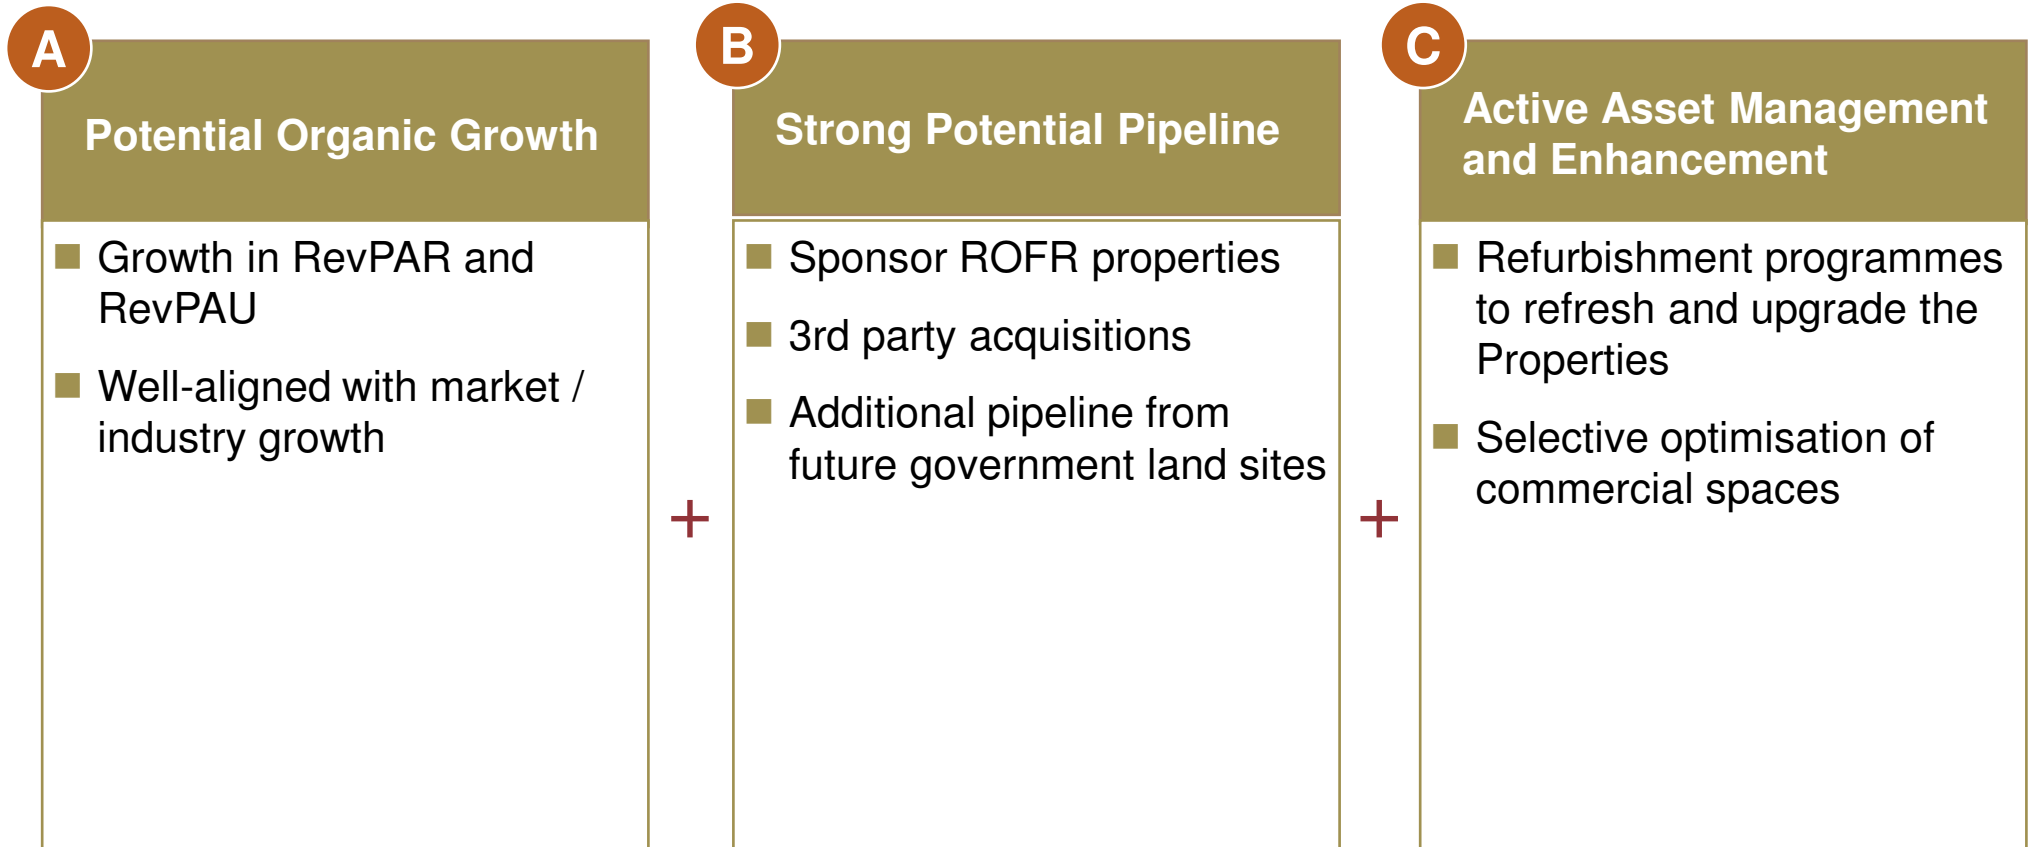 A
Potential Organic Growth
Growth in RevPAR and
RevPAU
Well-aligned with market /
industry growth
+
B
Strong Potential Pipeline
Sponsor ROFR properties
3rd party acquisitions
Additional pipeline from
future government land sites
+
C
Active Asset Management
and Enhancement
Refurbishment programmes
to refresh and upgrade the
Properties
Selective optimisation of
commercial spaces